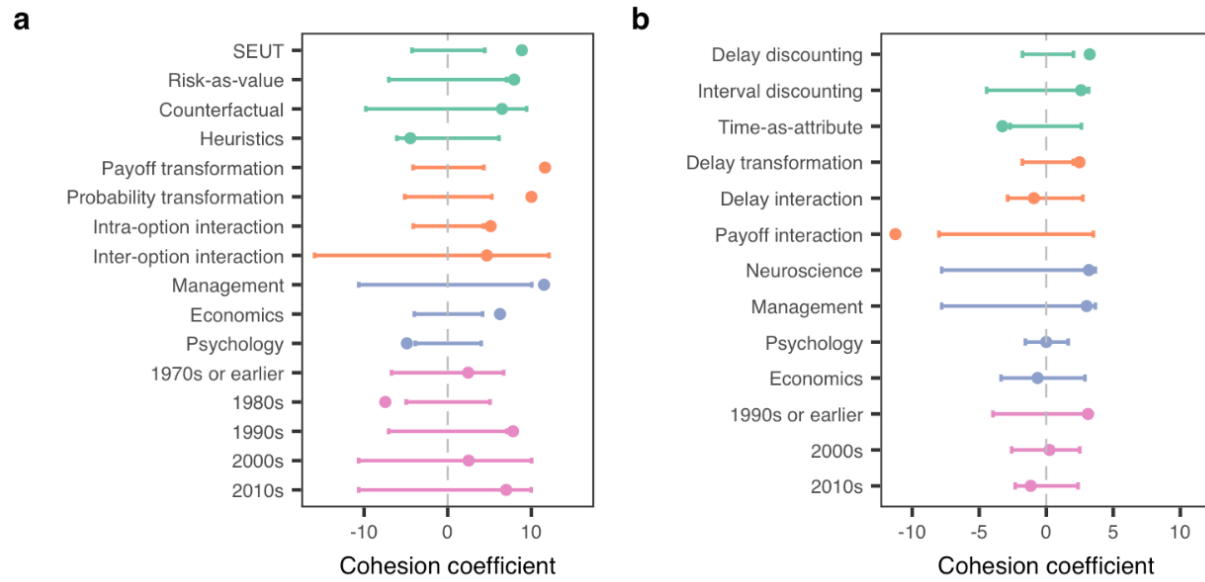 a
SEUT
Risk-as-value
Counterfactual
Heuristics
Payoff transformation
Probability transformation
Intra-option interaction
Inter-option interaction
Management
Economics
Psychology
1970s or earlier
1980s
1990s
2000s
2010s
-10 0 10
Cohesion coefficient
b
Delay discounting
Interval discounting
Time-as-attribute
Delay transformation
Delay interaction
Payoff interaction
Neuroscience
Management
Psychology
Economics
1990s or earlier
2000s
2010s
-10 -5 0 5 10
Cohesion coefficient